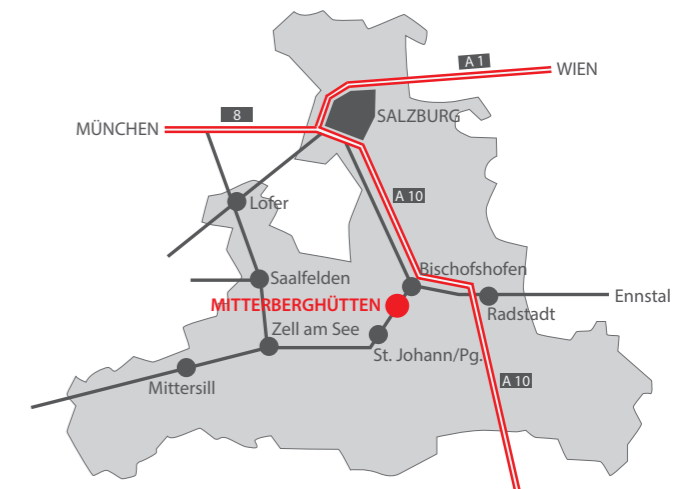 A 1
WIEN
8
SALZBURG
MÜNCHEN
A 10
Lofer
Bischofshofen
Saalfelden
Ennstal
MITTERBERGHÜTTEN
Radstadt
Zell am See
St. Johann/Pg.
A 10
Mittersill